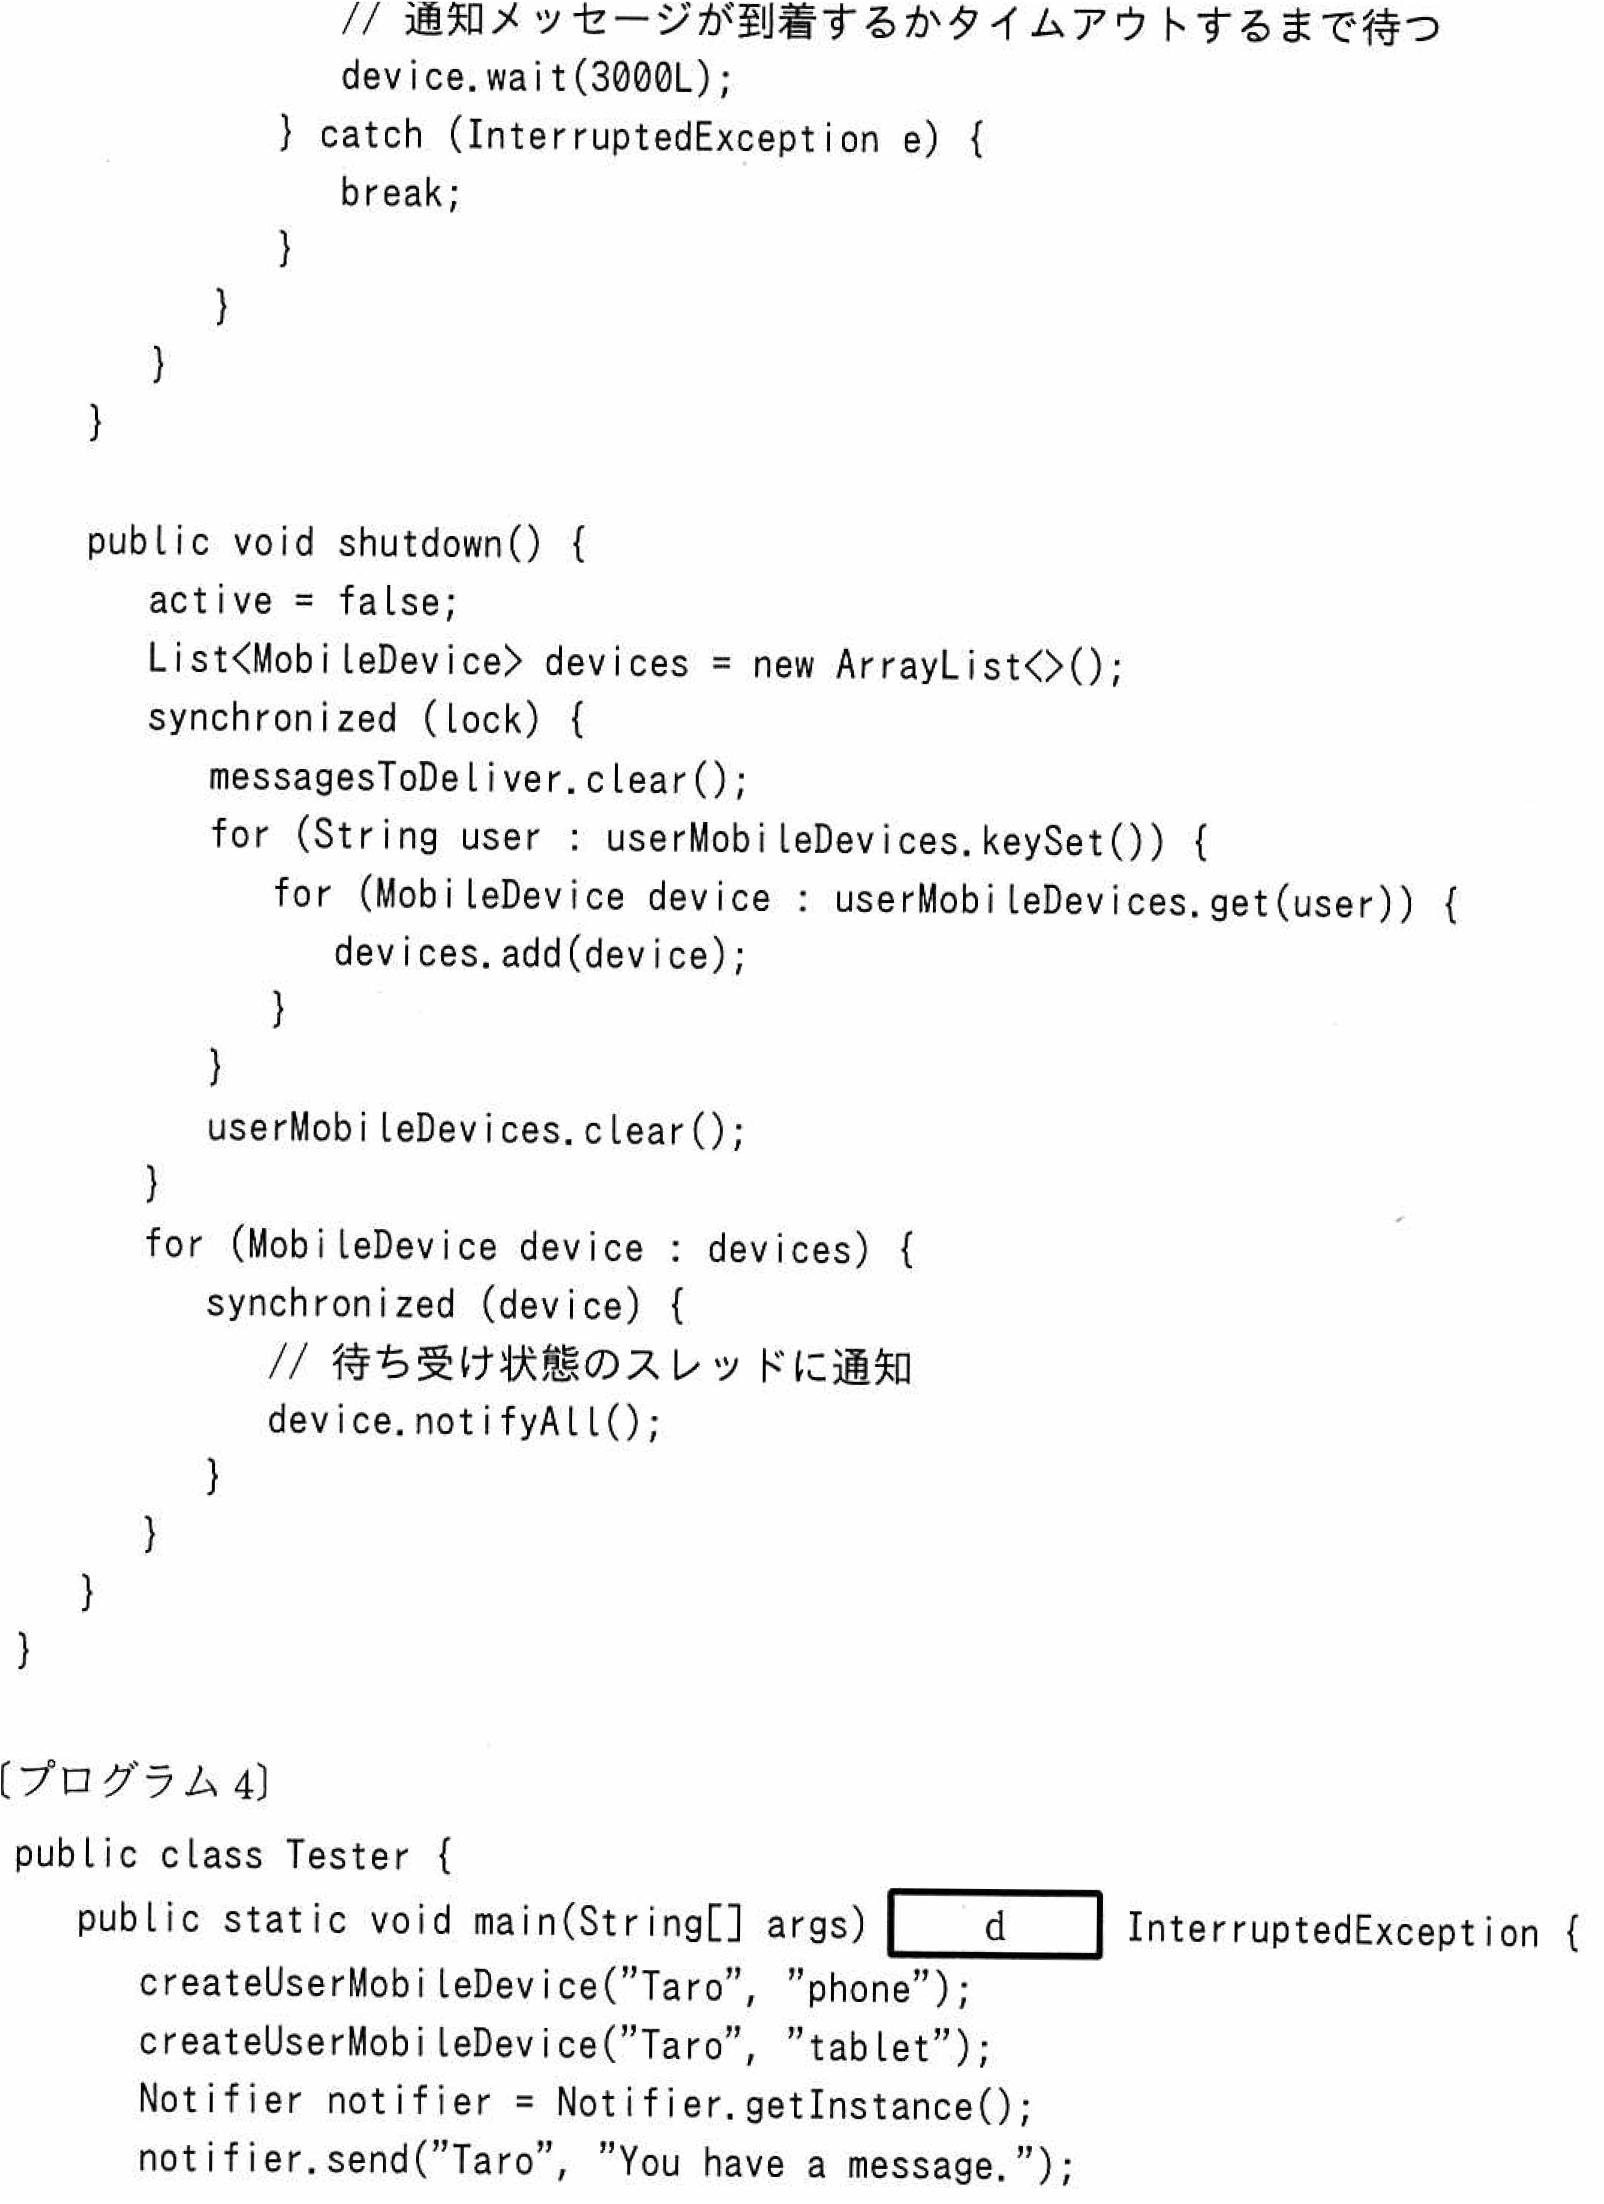 // 通知メッセージが到着するかタイムアウトするまで待つ
device.wait(3000L);
} catch (InterruptedException e) {
break;
}
}
}
}
public void shutdown() {
active = false;
List<MobileDevice> devices = new ArrayList<>();
synchronized (lock) {
messagesToDeliver.clear();
for (String user : userMobileDevices.keySet()) {
for (MobileDevice device : userMobileDevices.get(user)) {
devices.add(device);
}
}
userMobileDevices.clear();
}
for (MobileDevice device : devices) {
synchronized (device) {
// 待ち受け状態のスレッドに通知
device.notifyAll();
}
}
}
}
〔プログラム 4〕
public class Tester {
public static void main(String[] args) d InterruptedException {
createUserMobileDevice(”Taro”, ”phone”);
createUserMobileDevice(”Taro”, ”tablet”);
Notifier notifier = Notifier.getInstance();
notifier.send(”Taro”, ”You have a message.”);